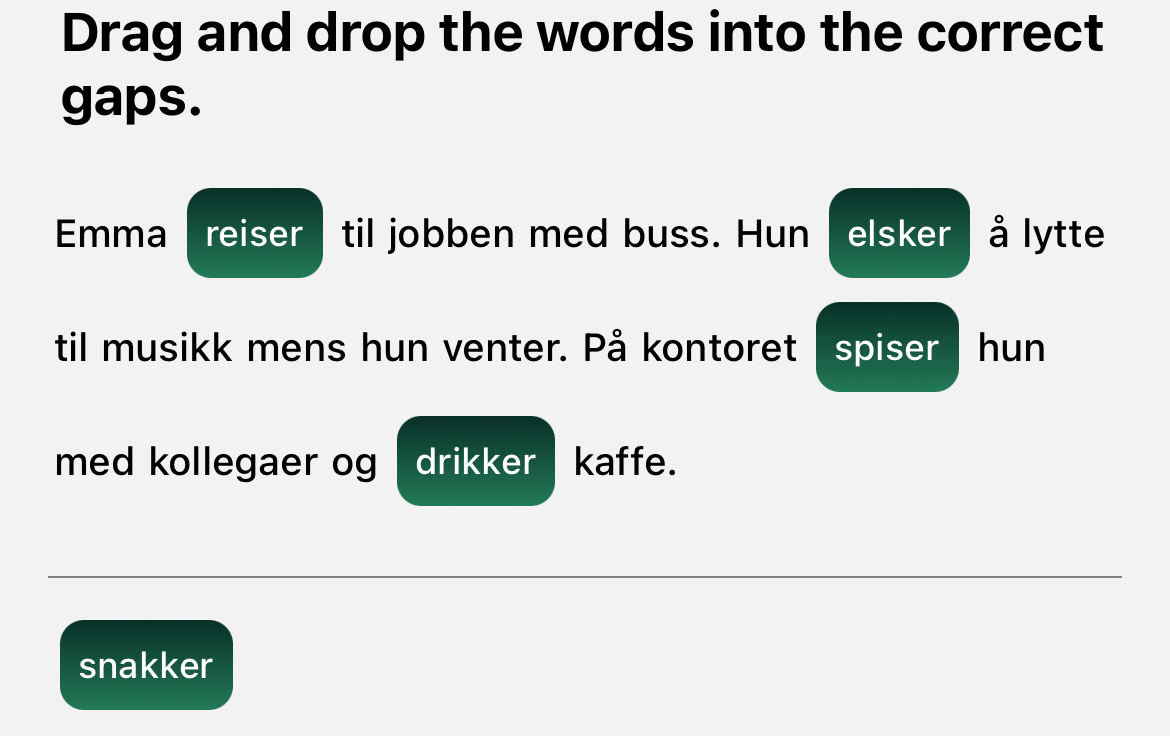 Drag and drop the words into the correct
gaps.
Emma reiser til jobben med buss. Hun elsker å lytte
til musikk mens hun venter. På kontoret spiser hun
med kollegaer og drikker kaffe.
snakker